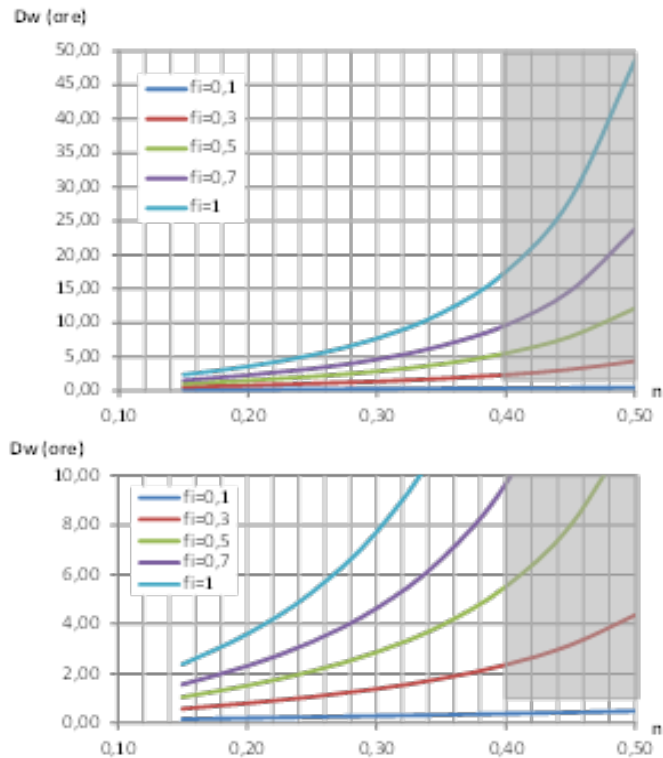 Dw (ore)
50,00
45,00
40,00
35,00
30,00
25,00
20,00
15,00
10,00
5,00
0,00
fi=0,1
fi=0,3
fi=0,5
fi=0,7
fi=1
0,10 0,20 0,30 0,40 0,50 n
Dw (ore)
10,00
8,00
6,00
4,00
2,00
0,00
fi=0,1
fi=0,3
fi=0,5
fi=0,7
fi=1
0,10 0,20 0,30 0,40 0,50 n